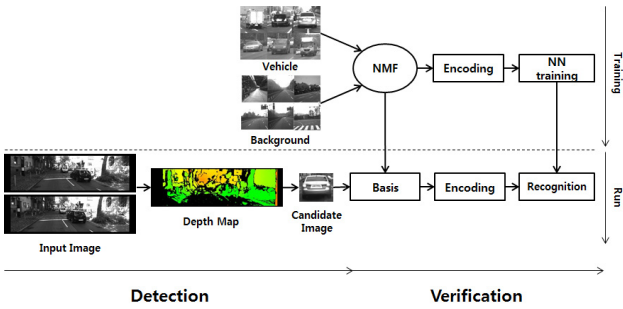 Vehicle
Background
NMF
Encoding
NN
training
Training
Input Image
Depth Map
Candidate
Image
Basis
Encoding
Recognition
Run
Detection
Verification